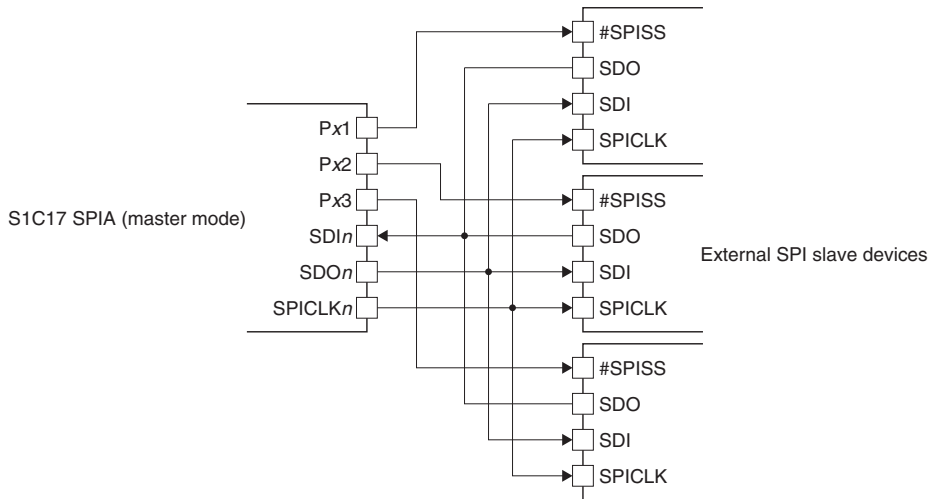 #SPISS
SDO
SDI
SPICLK
Px1
Px2
Px3
SDIn
SDOn
SPICLKn
S1C17 SPIA (master mode)
#SPISS
SDO
SDI
SPICLK
External SPI slave devices
#SPISS
SDO
SDI
SPICLK